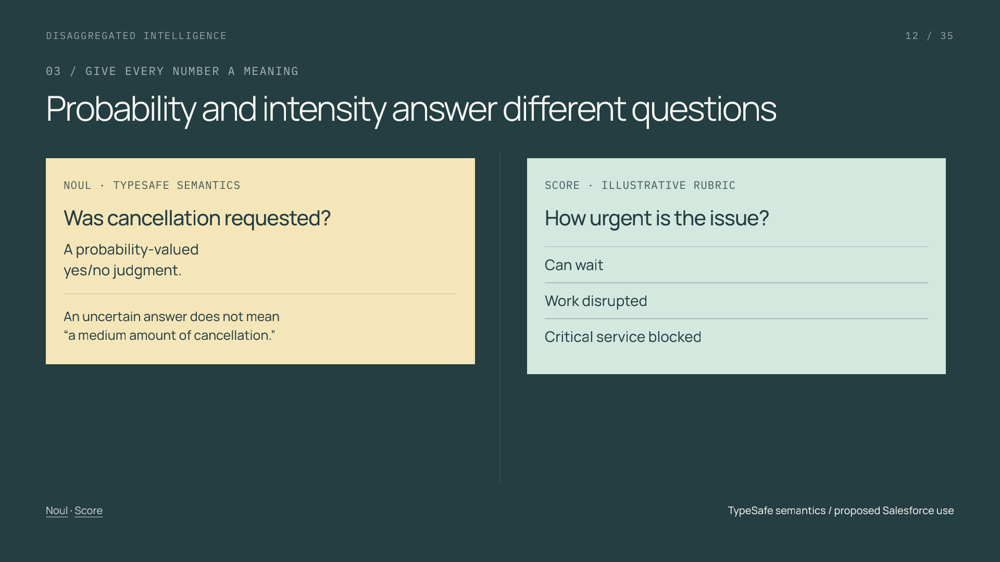 DISAGGREGATED INTELLIGENCE
12 / 35
03 / GIVE EVERY NUMBER A MEANING
Probability and intensity answer different questions
NOUL · TYPESAFE SEMANTICS
Was cancellation requested?
A probability-valued
yes/no judgment.
An uncertain answer does not mean
“a medium amount of cancellation.”
SCORE · ILLUSTRATIVE RUBRIC
How urgent is the issue?
Can wait
Work disrupted
Critical service blocked
Noul · Score
TypeSafe semantics / proposed Salesforce use